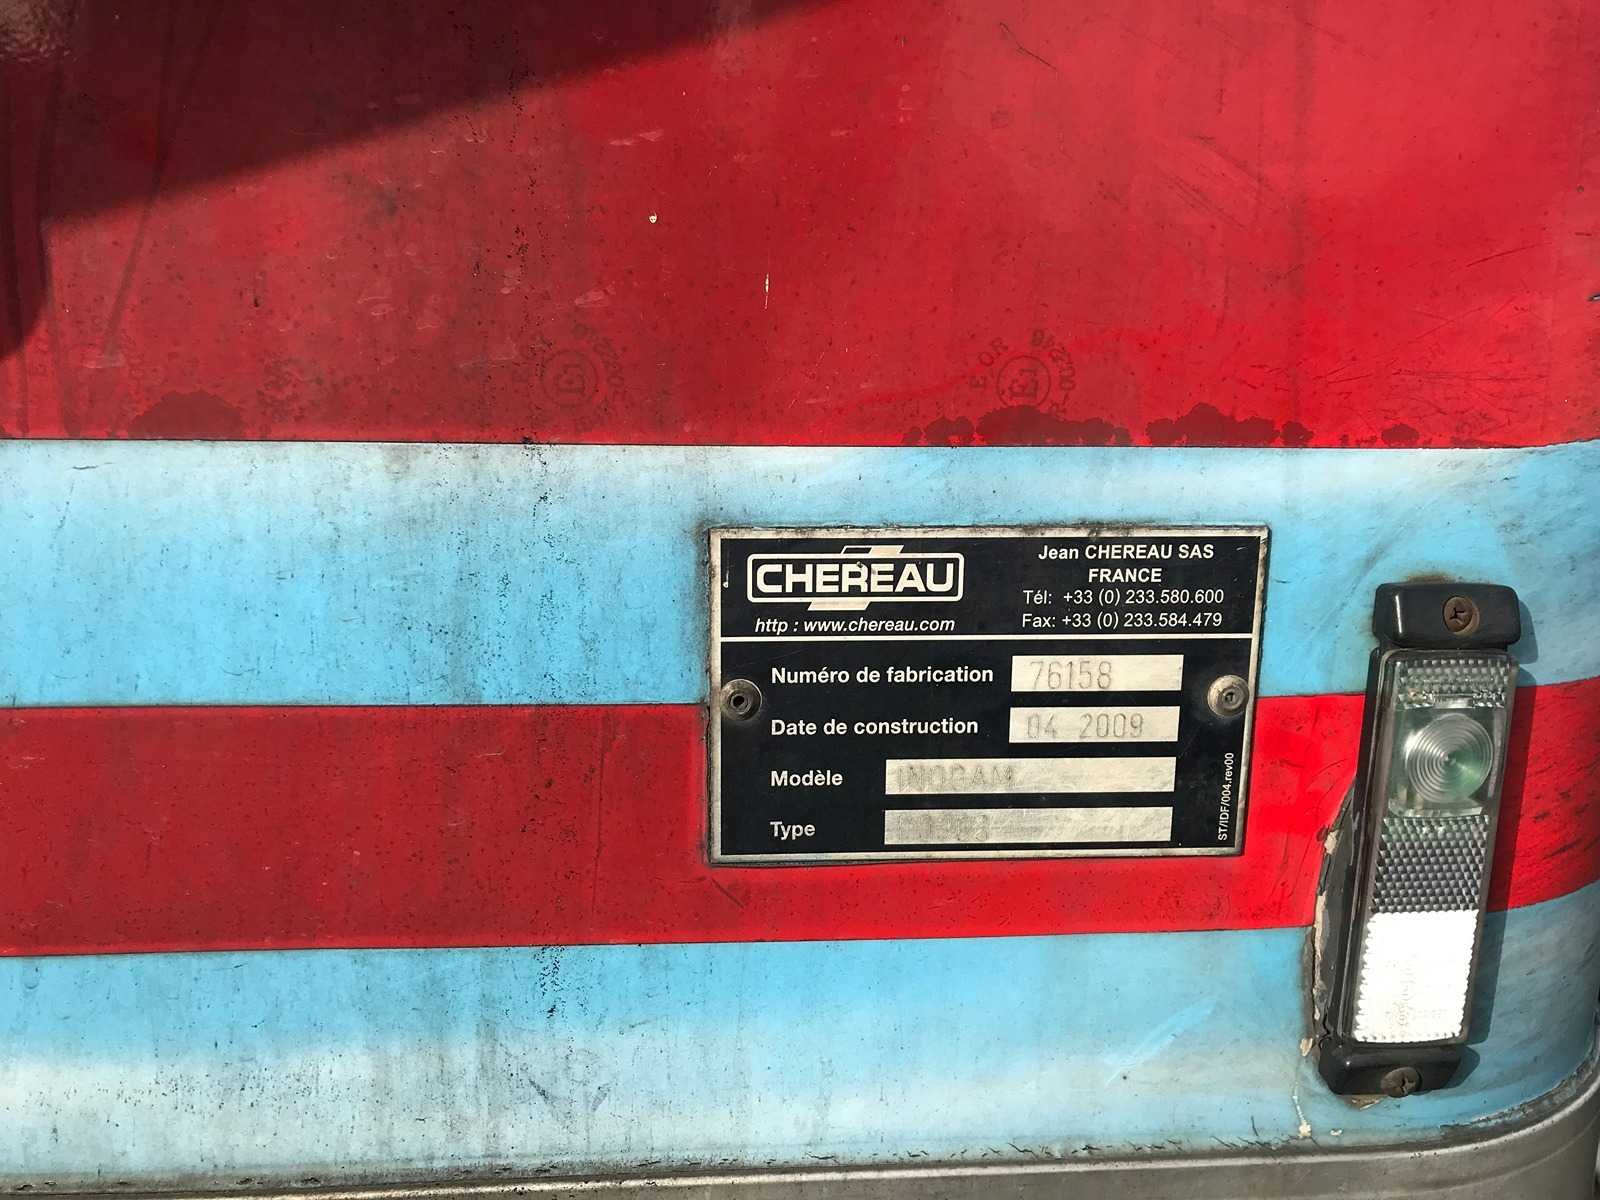 CHEREAU
http : www.chereau.com
Jean CHEREAU SAS
FRANCE
Tél: +33 (0) 233.580.600
Fax: +33 (0) 233.584.479
Numéro de fabrication 76158
Date de construction 04 2009
Modèle INOGAM
Type
ST/IDF/004.rev00